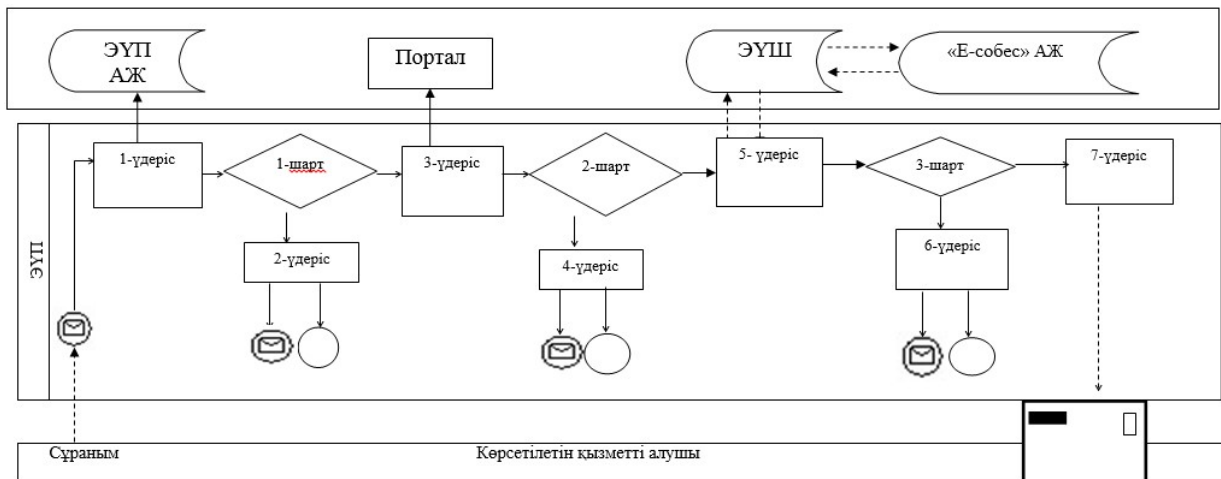 ЭҮП
АЖ
Портал
ЭҮШ
«Е-собес» АЖ
1-үдеріс
1-шарт
3-үдеріс
2-шарт
5- үдеріс
3-шарт
7-үдеріс
2-үдеріс
4-үдеріс
6-үдеріс
ЭҮП
Сұраным
Көрсетілетін қызметті алушы